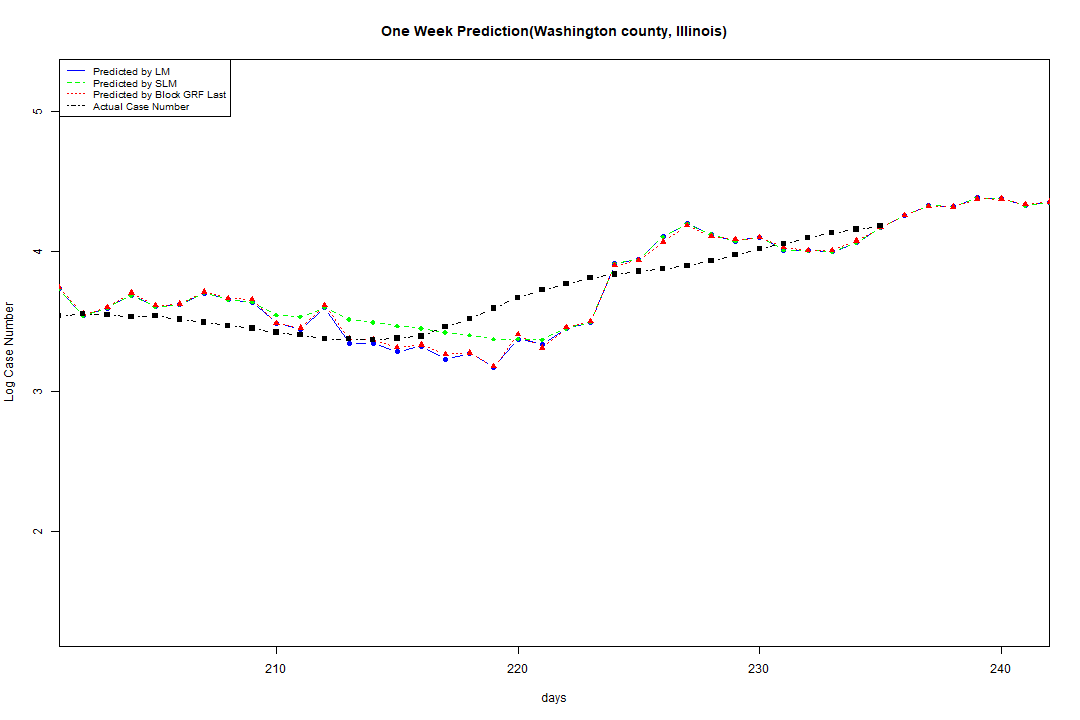 One Week Prediction(Washington county, Illinois)
Predicted by LM
Predicted by SLM
Predicted by Block GRF Last
Actual Case Number
5
4
3
2
Log Case Number
210
220
230
240
days